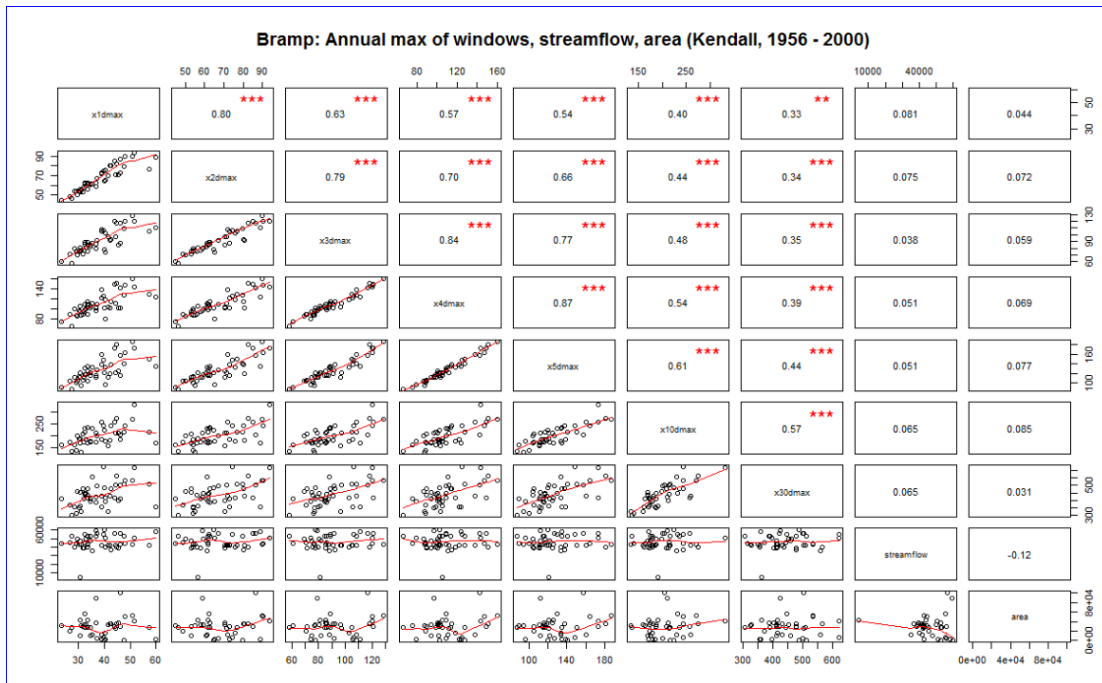 Bramp: Annual max of windows, streamflow, area (Kendall, 1956 - 2000)
50 60 70 80 90 80 120 160 150 250 10000 40000
*** *** *** *** *** **
x1dmax 0.80 0.63 0.57 0.54 0.40 0.33 0.081 0.044 30 60
*** *** *** *** ***
50 70 90 x2dmax 0.79 0.70 0.66 0.44 0.34 0.075 0.072
*** *** *** ***
x3dmax 0.84 0.77 0.48 0.35 0.038 0.059 60 90 130
*** *** ***
80 140 x4dmax 0.87 0.54 0.39 0.051 0.069
*** ***
x5dmax 0.61 0.44 0.051 0.077 100 160
***
150 250 x10dmax 0.57 0.065 0.085
x30dmax 0.065 0.031 300 500
10000 60000 streamflow -0.12
area 0e+00 8e+04
30 40 50 60 60 80 100 120 100 140 180 300 400 500 600 0e+00 4e+04 8e+04